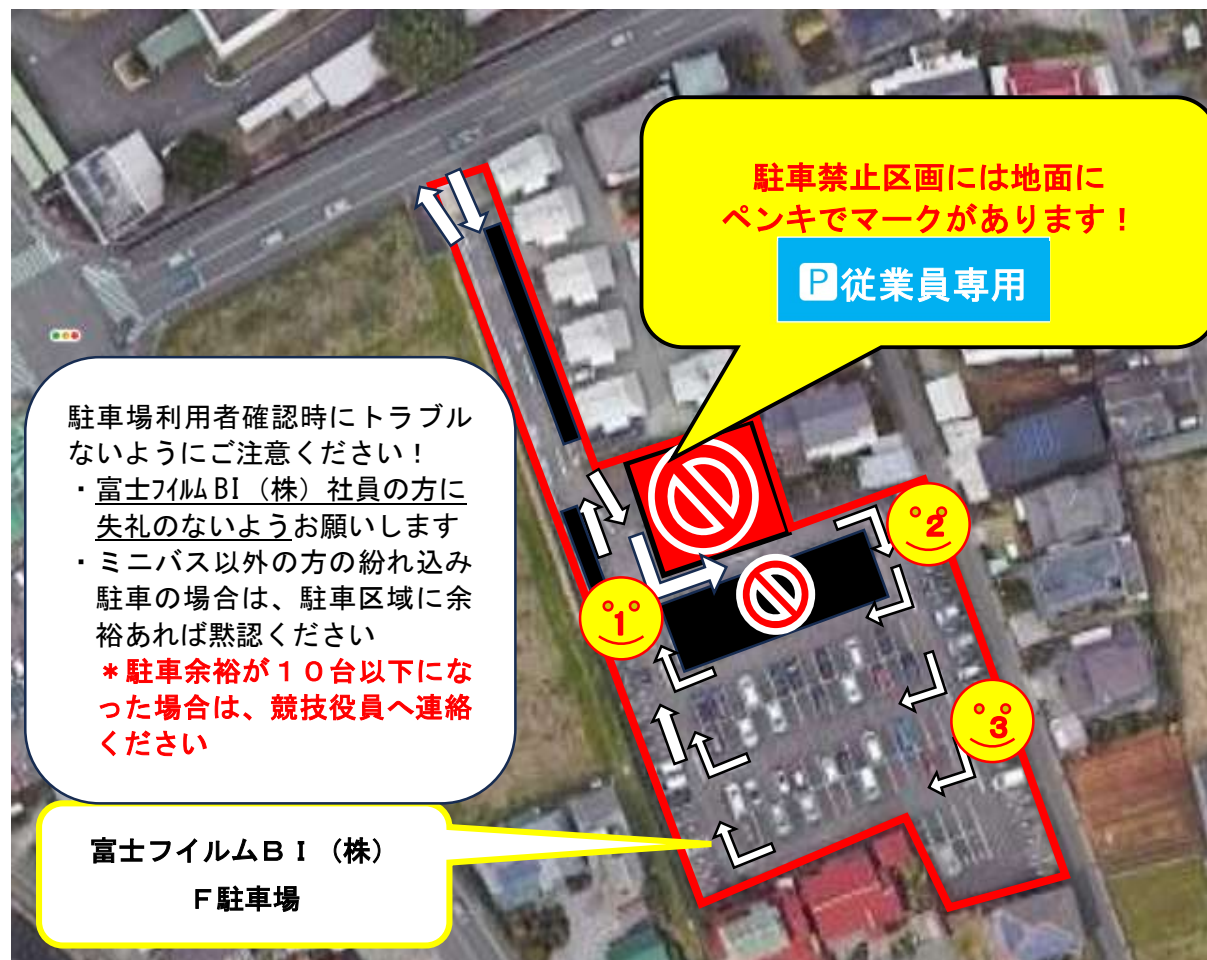 駐車禁止区画には地面に
ペンキでマークがあります！
P従業員専用
駐車場利用者確認時にトラブル
ないようにご注意ください！
・富士ﾌｲﾙﾑBI（株）社員の方に
失礼のないようお願いします
・ミニバス以外の方の紛れ込み
駐車の場合は、駐車区域に余
裕あれば黙認ください
＊駐車余裕が１０台以下にな
った場合は、競技役員へ連絡
ください
2
1
3
富士フイルムＢＩ（株）
Ｆ駐車場